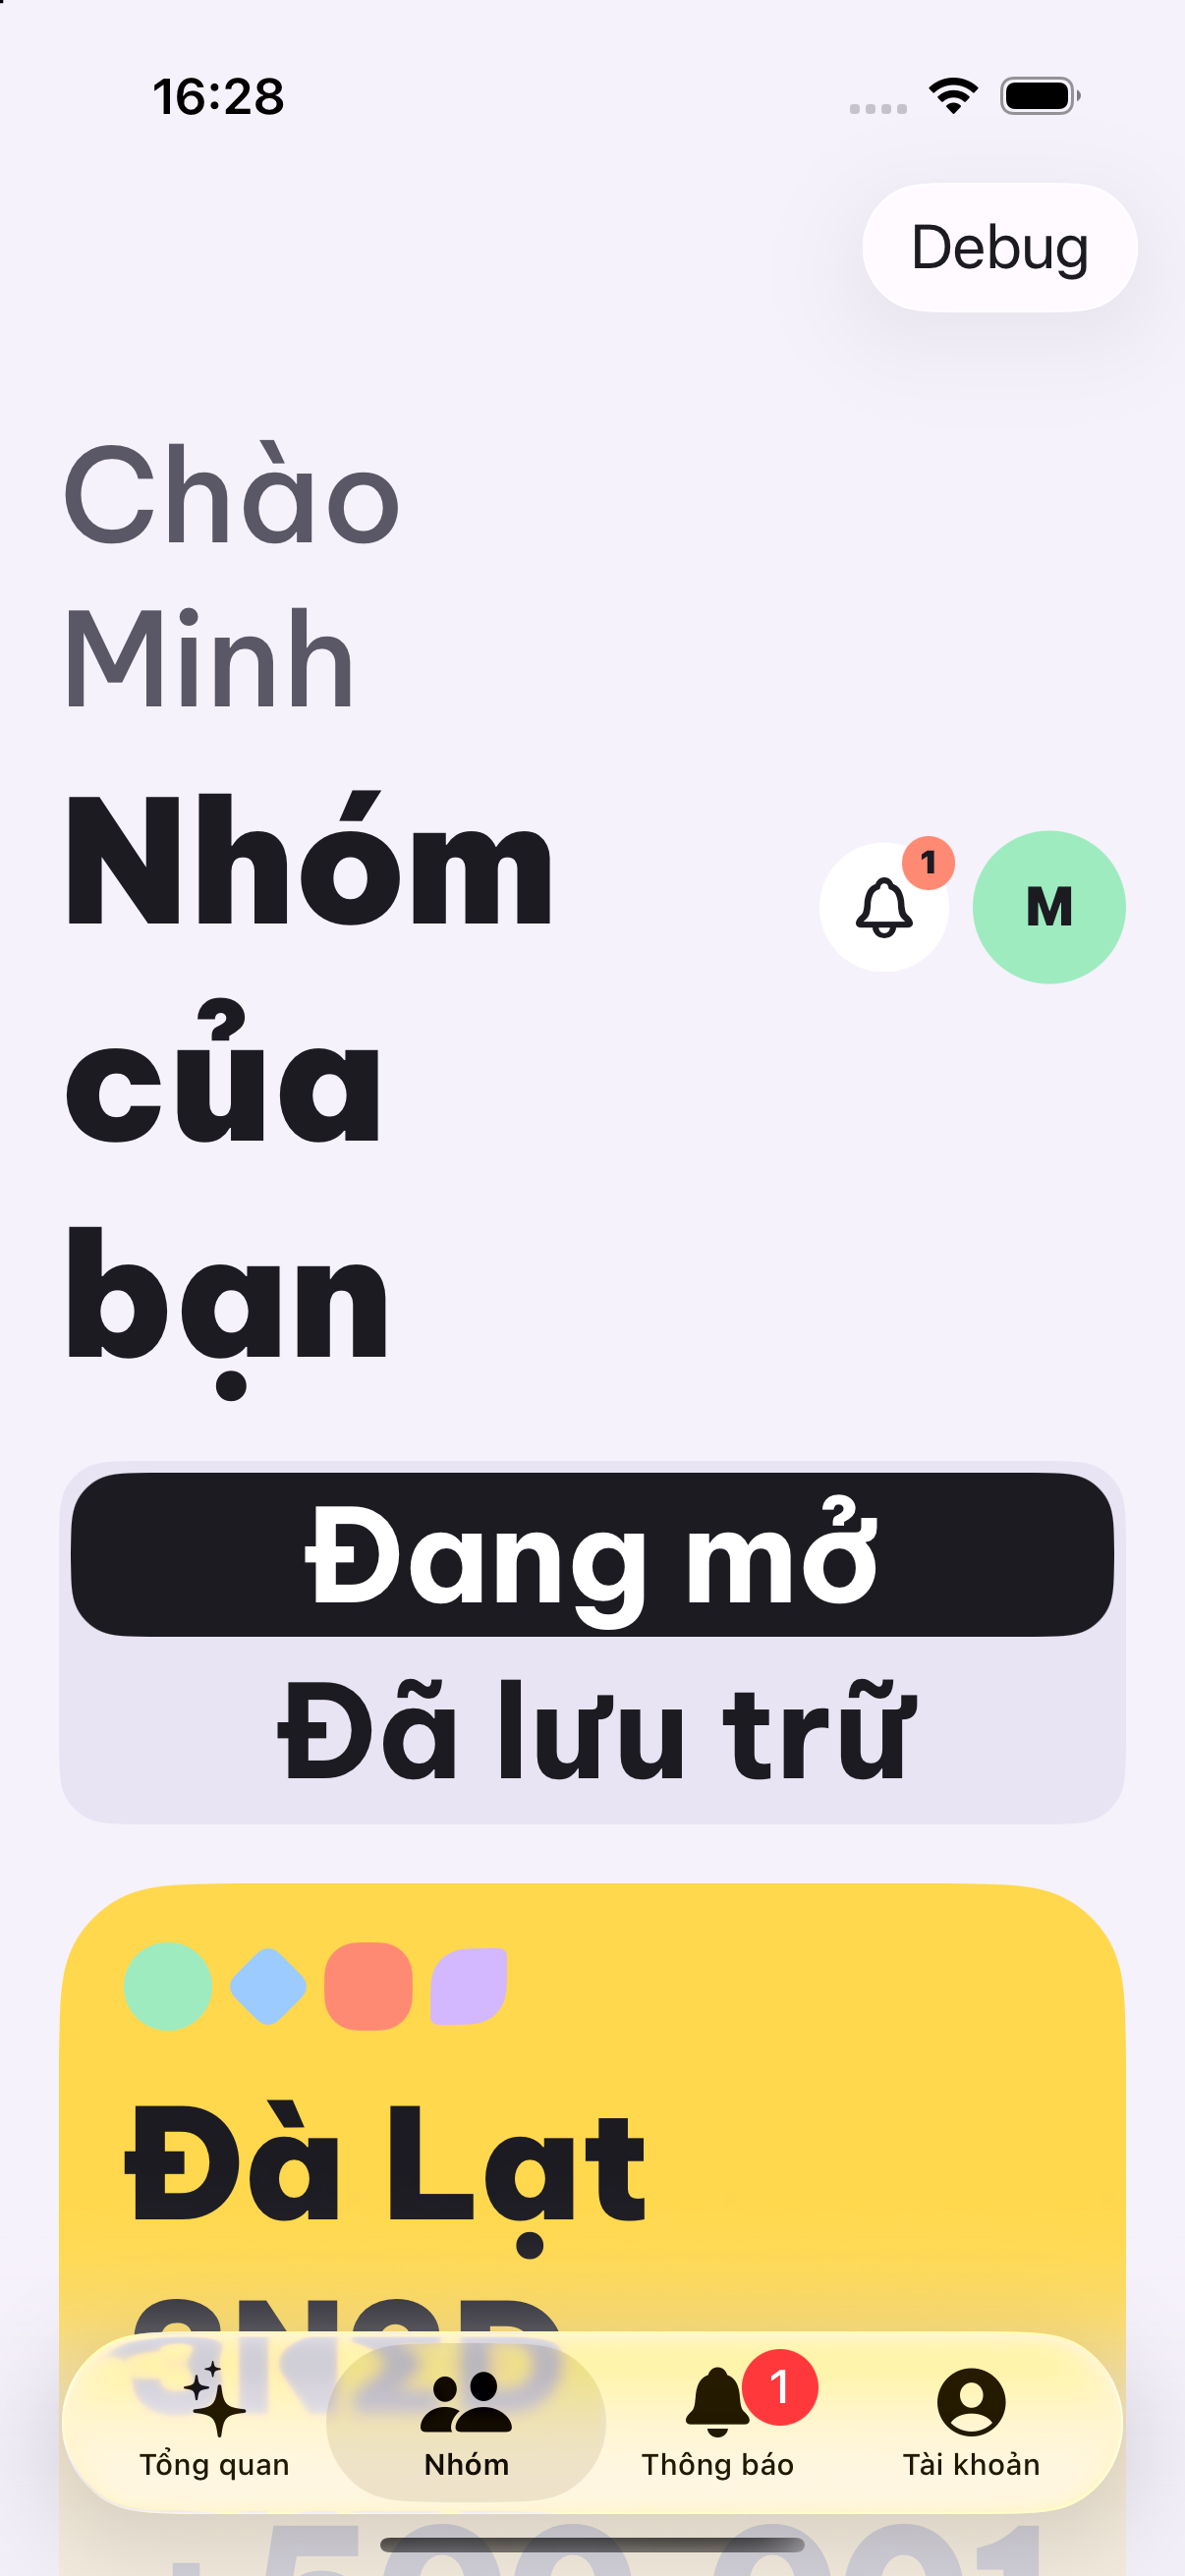 16:28
Debug
Chào
Minh
Nhóm
của
bạn
1
M
Đang mở
Đã lưu trữ
Đà Lạt
3N2Đ
1
Tổng quan
Nhóm
Thông báo
Tài khoản